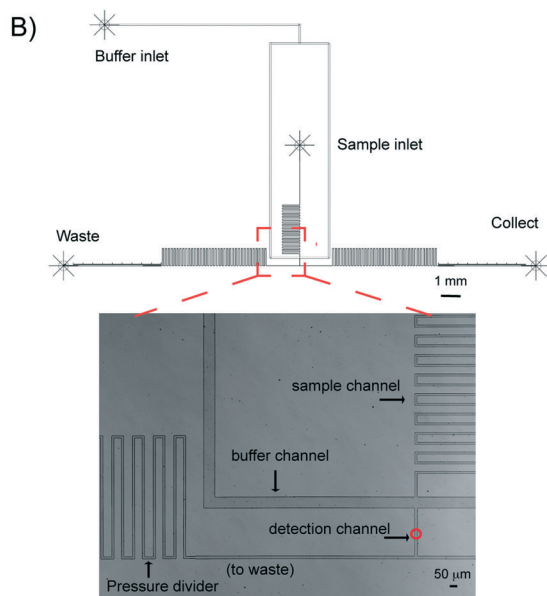 B)
Buffer inlet
Sample inlet
Waste
Collect
1 mm
sample channel
buffer channel
detection channel
(to waste)
Pressure divider
50 μm